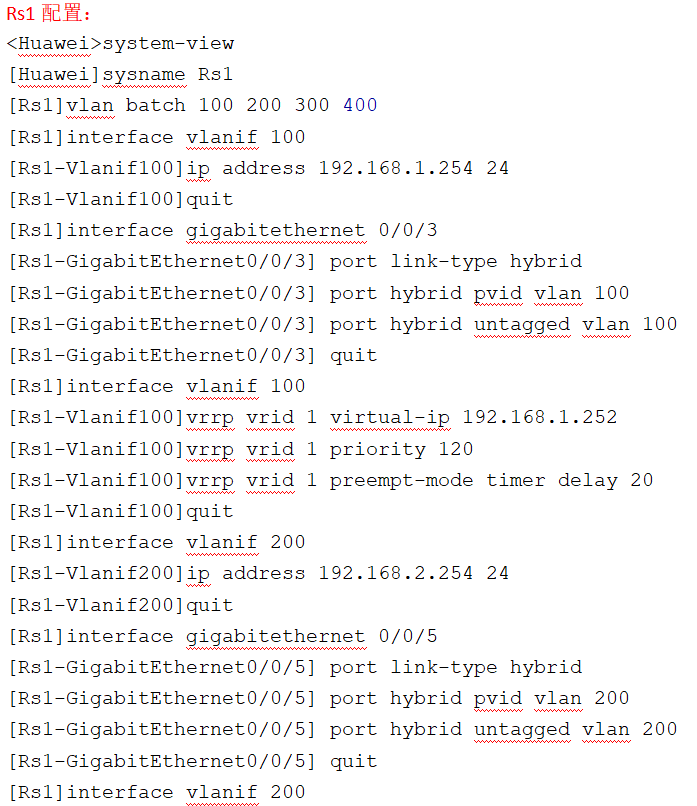 Rs1 配置：
<Huawei>system-view
[Huawei]sysname Rs1
[Rs1]vlan batch 100 200 300 400
[Rs1]interface vlanif 100
[Rs1-Vlanif100]ip address 192.168.1.254 24
[Rs1-Vlanif100]quit
[Rs1]interface gigabitethernet 0/0/3
[Rs1-GigabitEthernet0/0/3] port link-type hybrid
[Rs1-GigabitEthernet0/0/3] port hybrid pvid vlan 100
[Rs1-GigabitEthernet0/0/3] port hybrid untagged vlan 100
[Rs1-GigabitEthernet0/0/3] quit
[Rs1]interface vlanif 100
[Rs1-Vlanif100]vrrp vrid 1 virtual-ip 192.168.1.252
[Rs1-Vlanif100]vrrp vrid 1 priority 120
[Rs1-Vlanif100]vrrp vrid 1 preempt-mode timer delay 20
[Rs1-Vlanif100]quit
[Rs1]interface vlanif 200
[Rs1-Vlanif200]ip address 192.168.2.254 24
[Rs1-Vlanif200]quit
[Rs1]interface gigabitethernet 0/0/5
[Rs1-GigabitEthernet0/0/5] port link-type hybrid
[Rs1-GigabitEthernet0/0/5] port hybrid pvid vlan 200
[Rs1-GigabitEthernet0/0/5] port hybrid untagged vlan 200
[Rs1-GigabitEthernet0/0/5] quit
[Rs1]interface vlanif 200